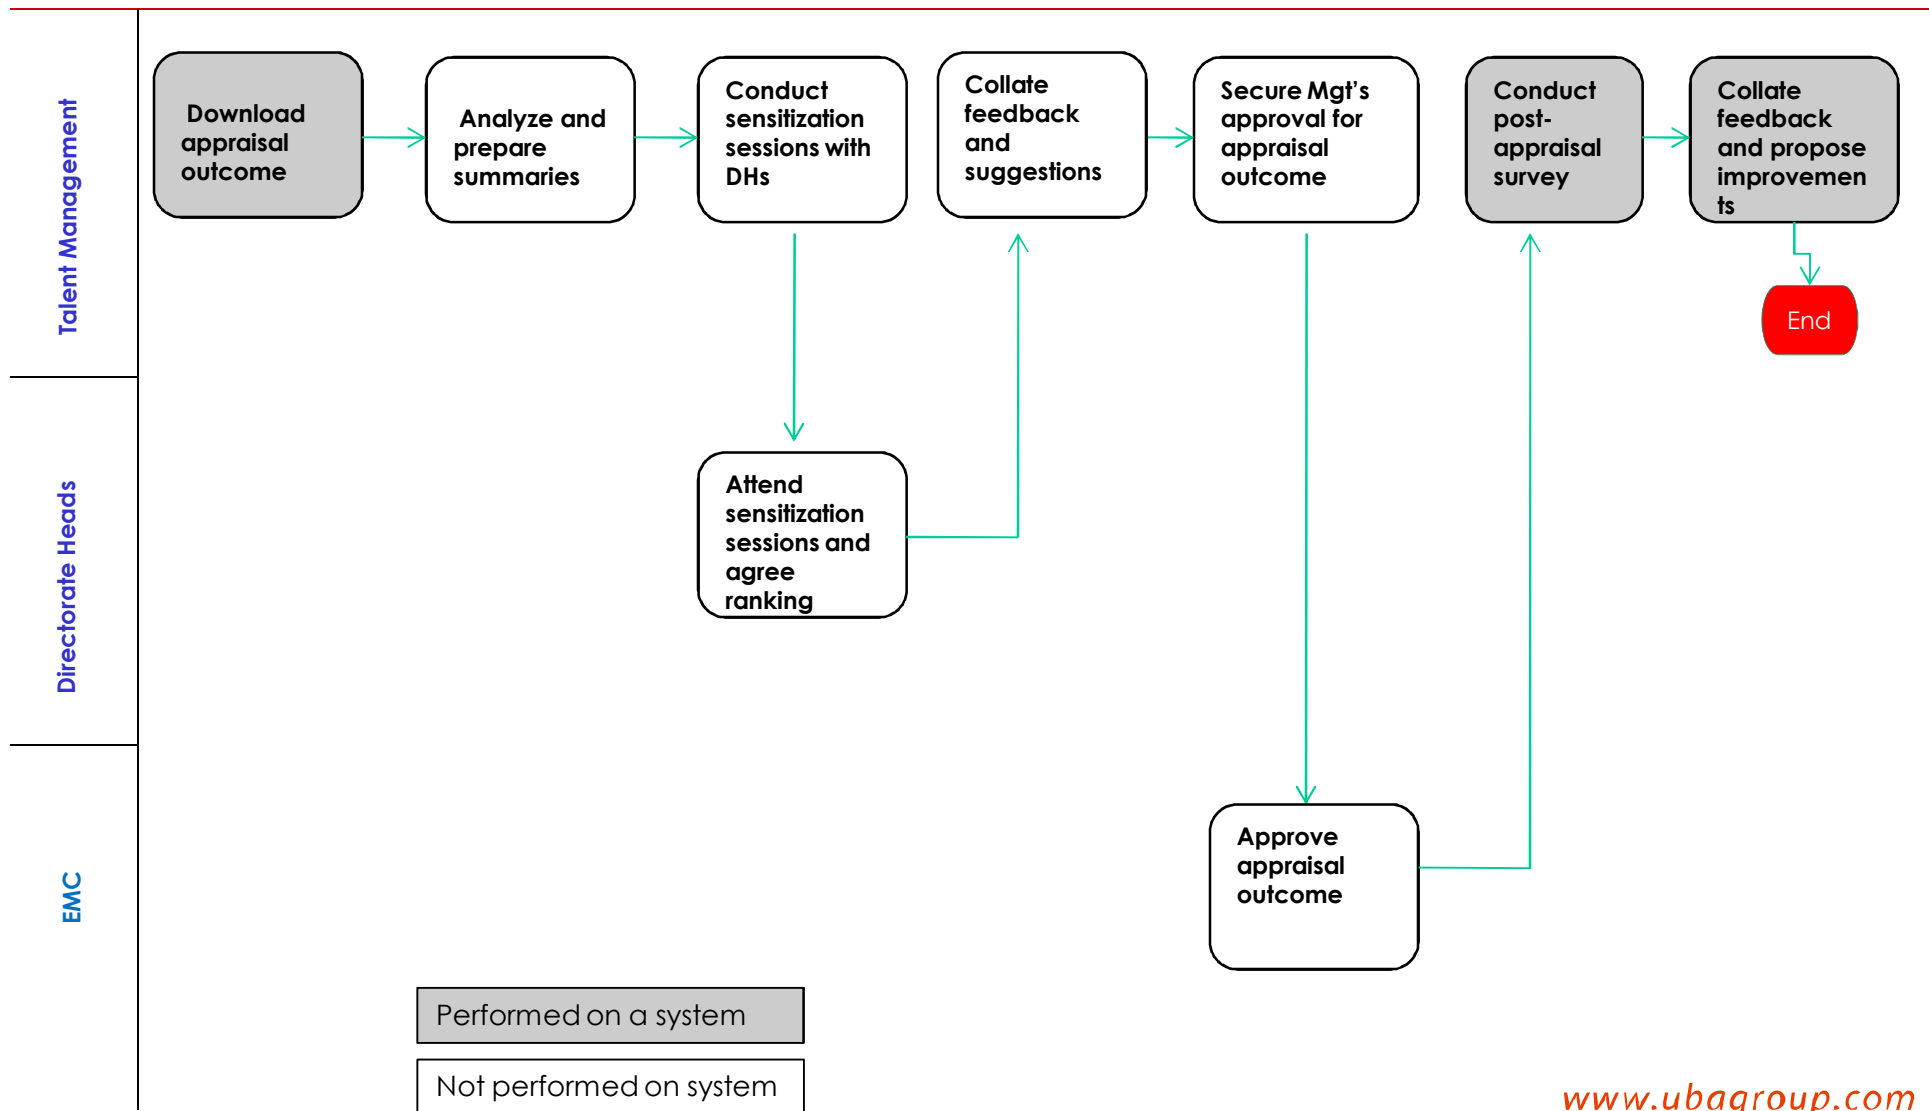 Talent Management
Download
appraisal
outcome
Analyze and
prepare
summaries
Conduct
sensitization
sessions with
DHs
Collate
feedback
and
suggestions
Secure Mgt's
approval for
appraisal
outcome
Conduct
post-
appraisal
survey
Collate
feedback
and propose
improvemen
ts
End
Directorate Heads
Attend
sensitization
sessions and
agree
ranking
EMC
Approve
appraisal
outcome
Performed on a system
Not performed on system
www.ubagroup.com